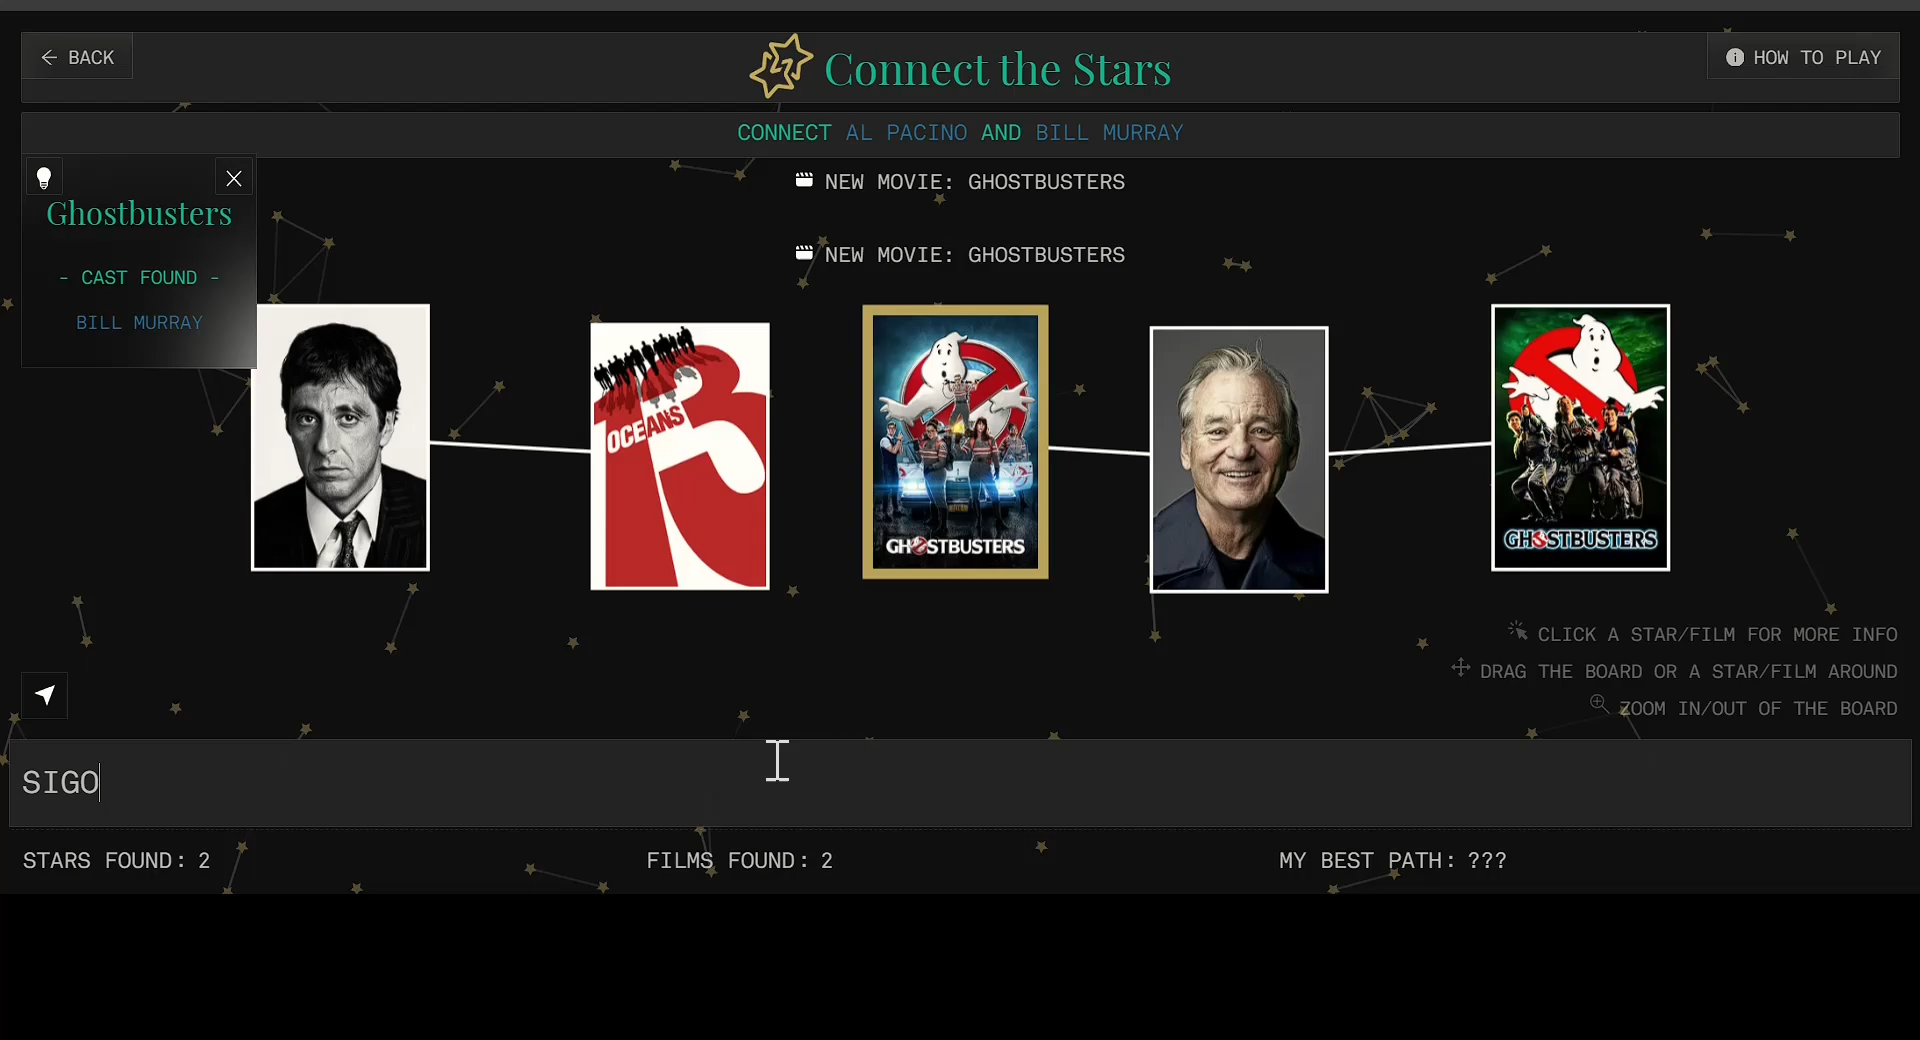 BACK
Connect the Stars
HOW TO PLAY
CONNECT AL PACINO AND BILL MURRAY
NEW MOVIE: GHOSTBUSTERS
NEW MOVIE: GHOSTBUSTERS
Ghostbusters
- CAST FOUND -
BILL MURRAY
OCEANS
13
GHOSTBUSTERS
GHOSTBUSTERS
CLICK A STAR/FILM FOR MORE INFO
DRAG THE BOARD OR A STAR/FILM AROUND
ZOOM IN/OUT OF THE BOARD
SIGO
STARS FOUND: 2
FILMS FOUND: 2
MY BEST PATH: ???